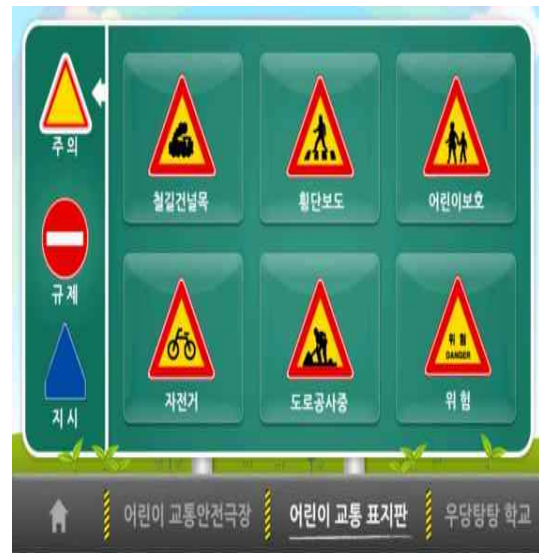 주의
규제
지시
철길건널목
횡단보도
어린이보호
자전거
도로공사중
위험
DANGER
위험
어린이 교통안전극장
어린이 교통 표지판
우당탕탕 학교